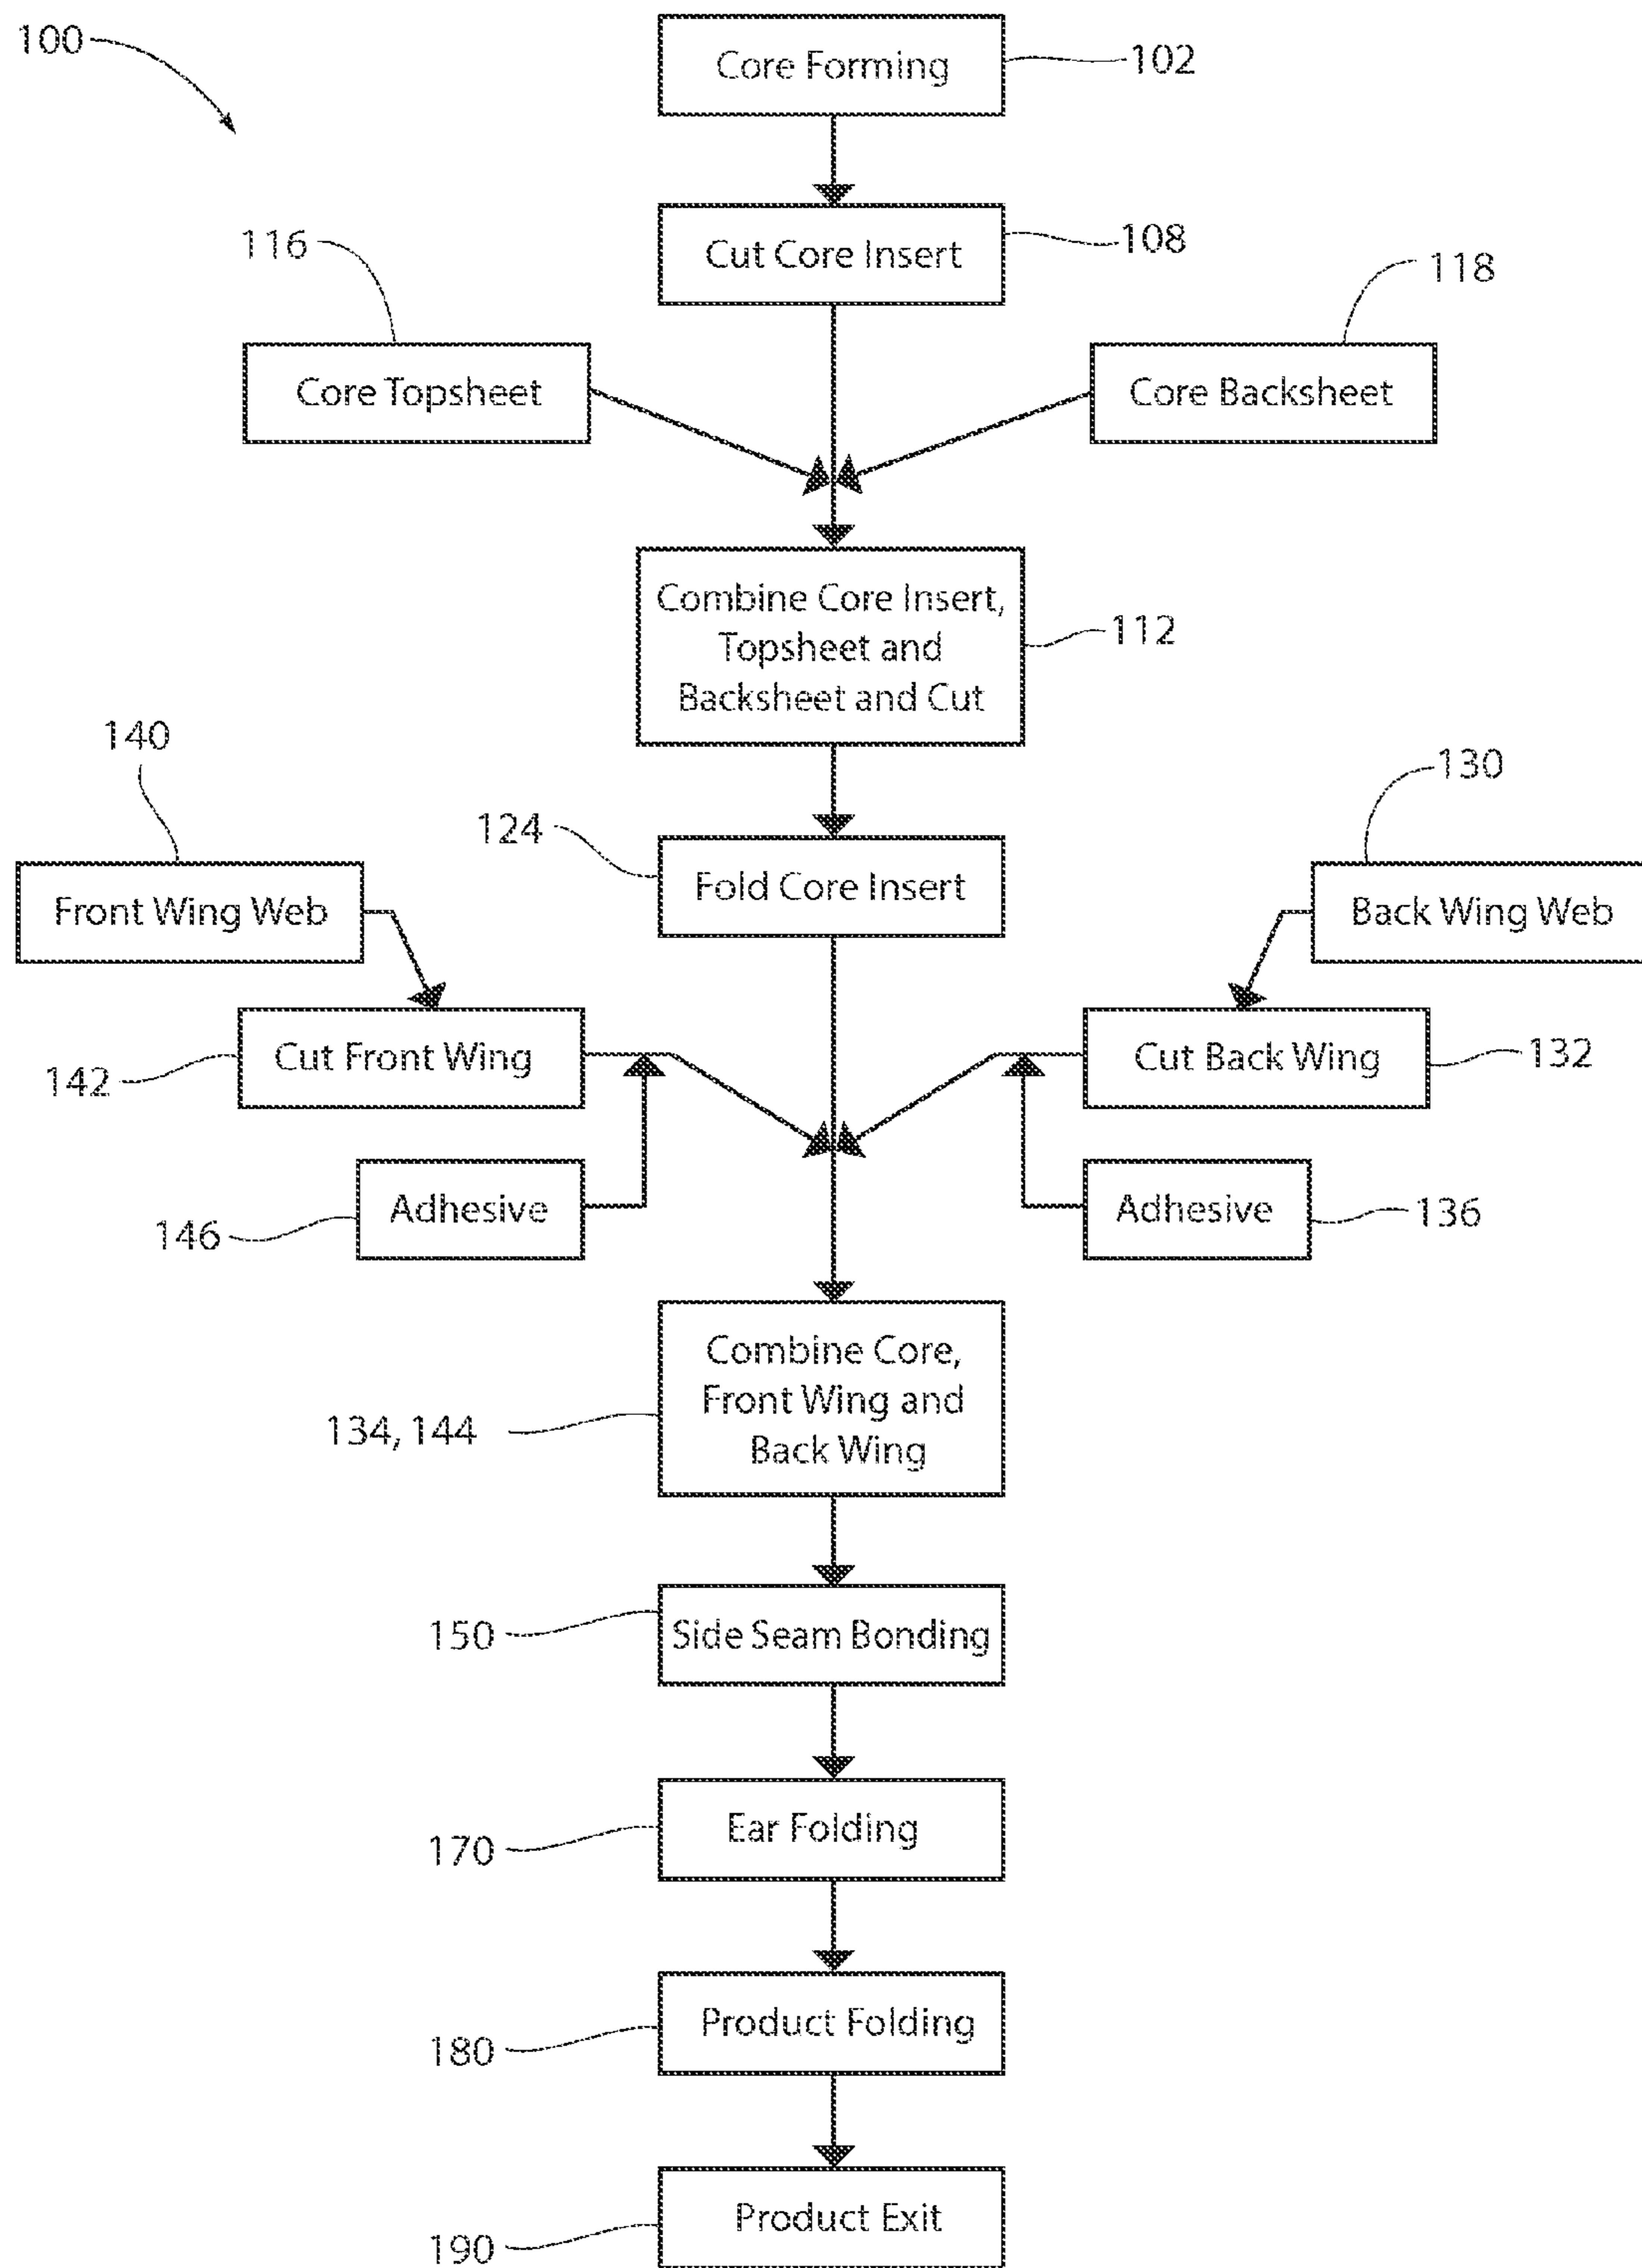 100
Core Forming
102
Cut Core Insert
108
116
118
Core Topsheet
Core Backsheet
Combine Core Insert,
Topsheet and
Backsheet and Cut
112
140
130
124
Fold Core Insert
Front Wing Web
Back Wing Web
Cut Front Wing
142
Cut Back Wing
132
Adhesive
146
Adhesive
136
Combine Core,
Front Wing and
Back Wing
134, 144
Side Seam Bonding
150
Ear Folding
170
Product Folding
180
Product Exit
190